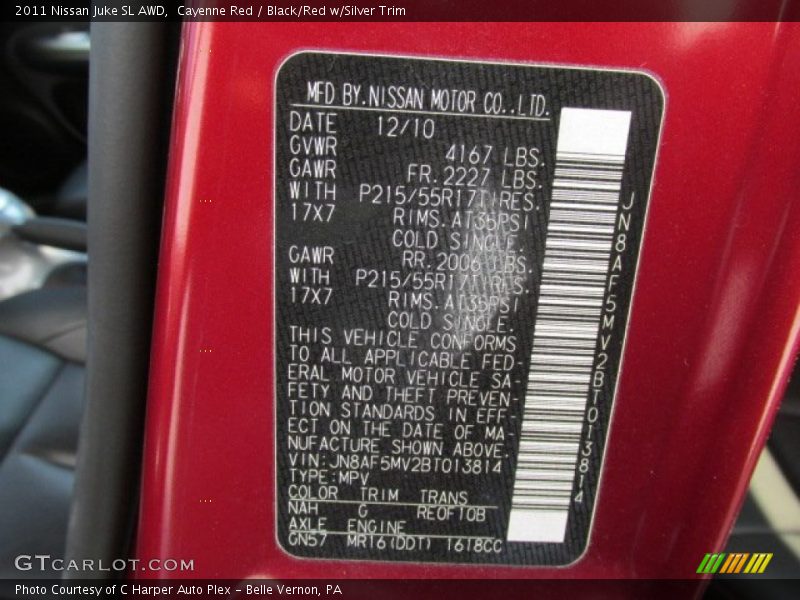 2011 Nissan Juke SL AWD, Cayenne Red / Black/Red w/Silver Trim
MFD BY.NISSAN MOTOR CO.,LTD.
DATE 12/10
GVWR 4167 LBS.
GAWR FR.2227 LBS.
WITH P215/55R17TIRES.
17X7 RIMS.AT35PSI
COLD SINGLE.
GAWR RR.2006 LBS.
WITH P215/55R17TIRES.
17X7 RIMS.AT35PSI
COLD SINGLE.
THIS VEHICLE CONFORMS
TO ALL APPLICABLE FED-
ERAL MOTOR VEHICLE SA-
FETY AND THEFT PREVEN-
TION STANDARDS IN EFF-
ECT ON THE DATE OF MA-
NUFACTURE SHOWN ABOVE.
VIN:JN8AF5MV2BT013814
TYPE:MPV
COLOR TRIM TRANS
NAH G RE0F10B
AXLE ENGINE
GN57 MR16(DDT) 1618CC
JN8AF5MV2BT013814
GTCARLOT.COM
Photo Courtesy of C Harper Auto Plex – Belle Vernon, PA